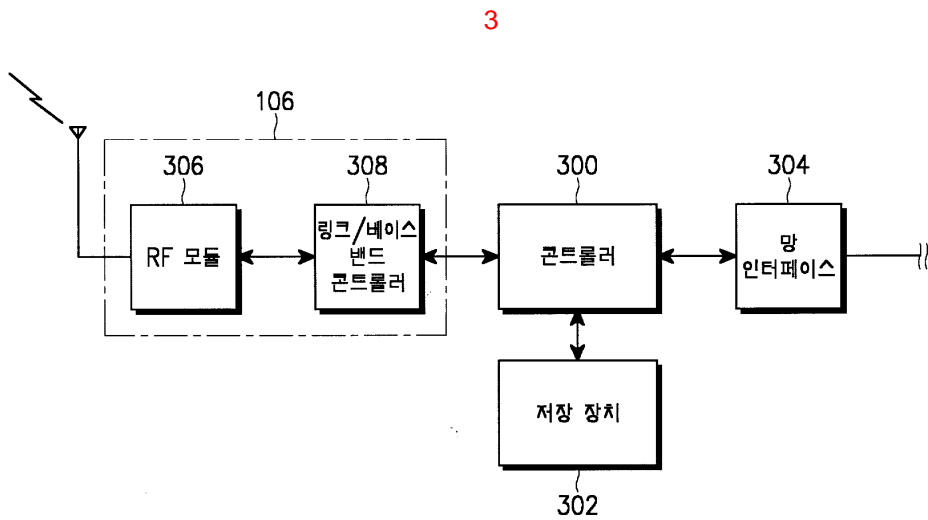 3
106
306
308
300
304
RF 모듈
링크/베이스
밴드
콘트롤러
콘트롤러
망
인터페이스
저장 장치
302